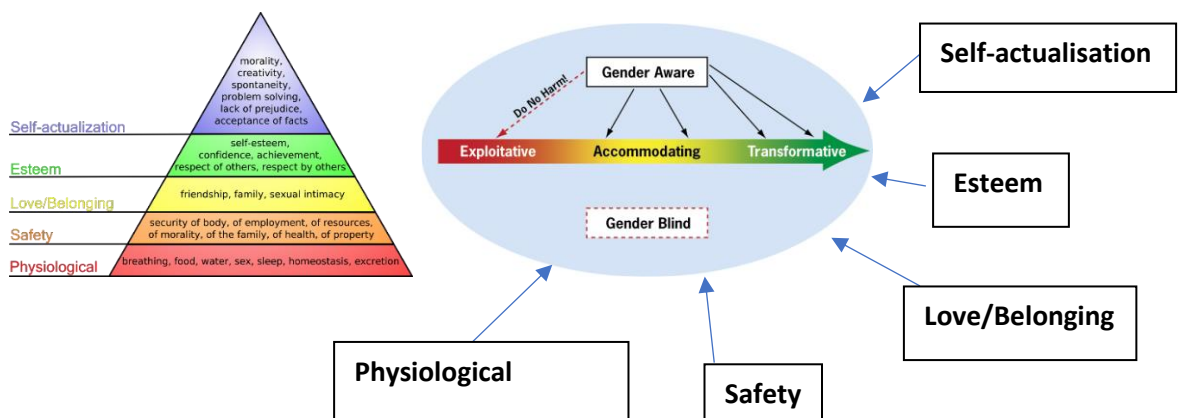 morality,
creativity,
spontaneity,
problem solving,
lack of prejudice,
acceptance of facts
Self-actualization
self-esteem,
confidence, achievement,
respect of others, respect by others
Esteem
friendship, family, sexual intimacy
Love/Belonging
security of body, of employment, of resources,
of morality, of the family, of health, of property
Safety
breathing, food, water, sex, sleep, homeostasis, excretion
Physiological
Gender Aware
Do No Harm!
Exploitative
Accommodating
Transformative
Gender Blind
Self-actualisation
Esteem
Love/Belonging
Physiological
Safety